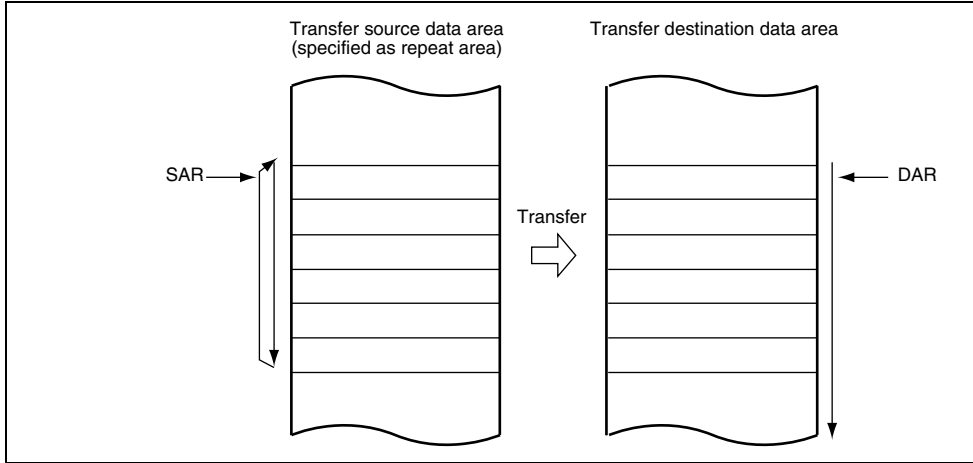 Transfer source data area
(specified as repeat area)
Transfer destination data area
SAR
DAR
Transfer